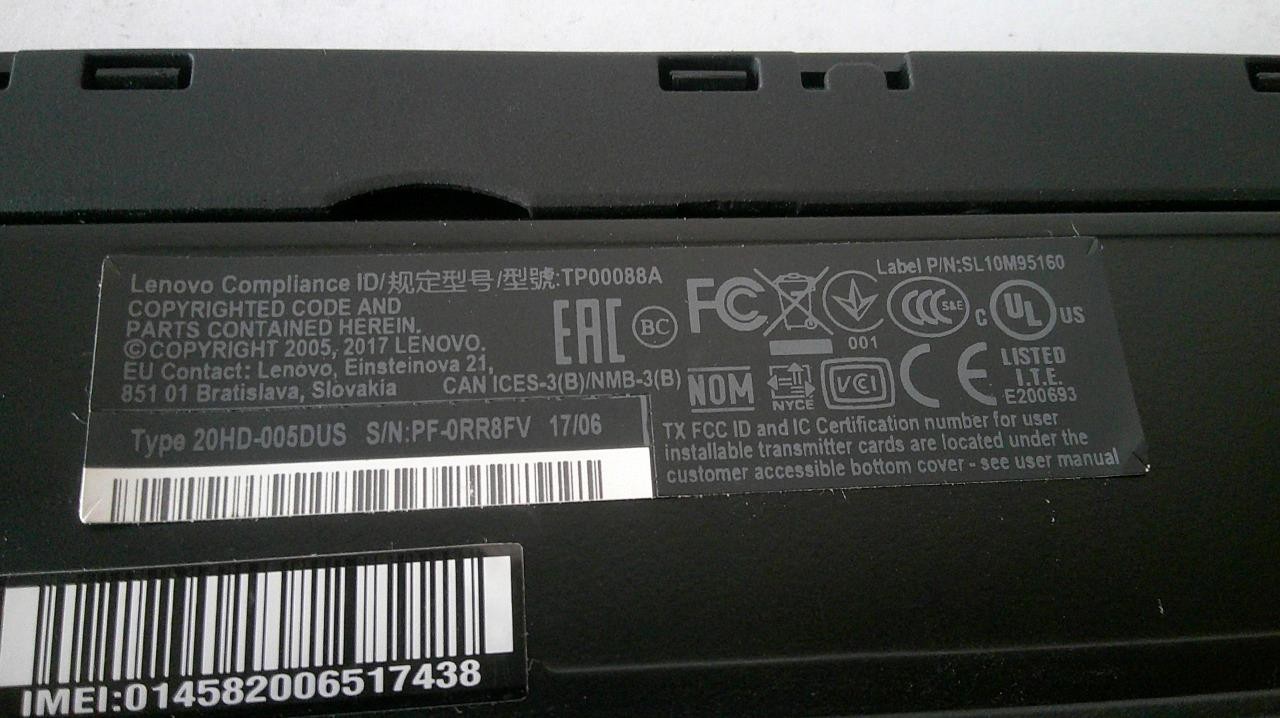 Lenovo Compliance ID/规定型号/型號:TP00088A
Label P/N:SL10M95160
COPYRIGHTED CODE AND
PARTS CONTAINED HEREIN.
©COPYRIGHT 2005, 2017 LENOVO.
EU Contact: Lenovo, Einsteinova 21,
851 01 Bratislava, Slovakia
CAN ICES-3(B)/NMB-3(B)
EAC
BC
FC
001
CCC S&E
C UL US
LISTED
I.T.E.
E200693
NOM
NYCE
VCI
CE
TX FCC ID and IC Certification number for user
installable transmitter cards are located under the
customer accessible bottom cover - see user manual
Type 20HD-005DUS S/N:PF-0RR8FV 17/06
IMEI:014582006517438